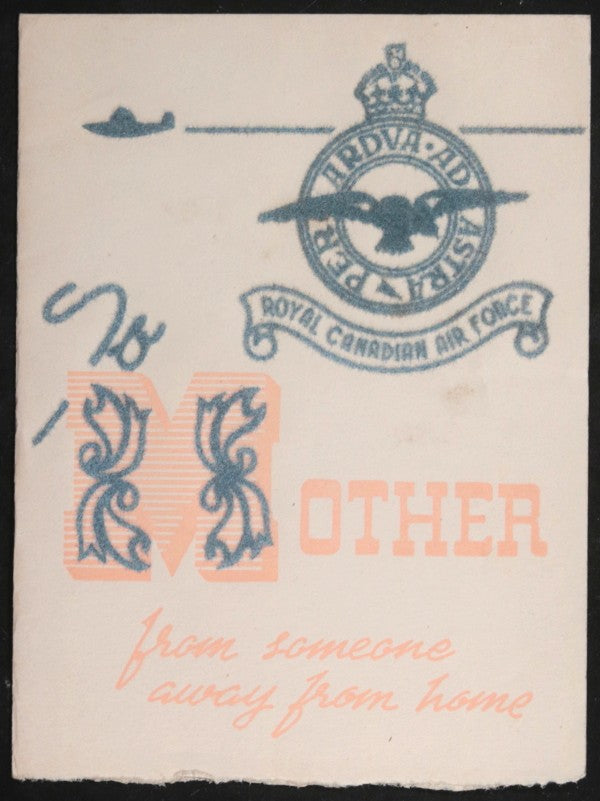 PER ARDVA · AD ASTRA
ROYAL CANADIAN AIR FORCE
To
MOTHER
from someone
away from home